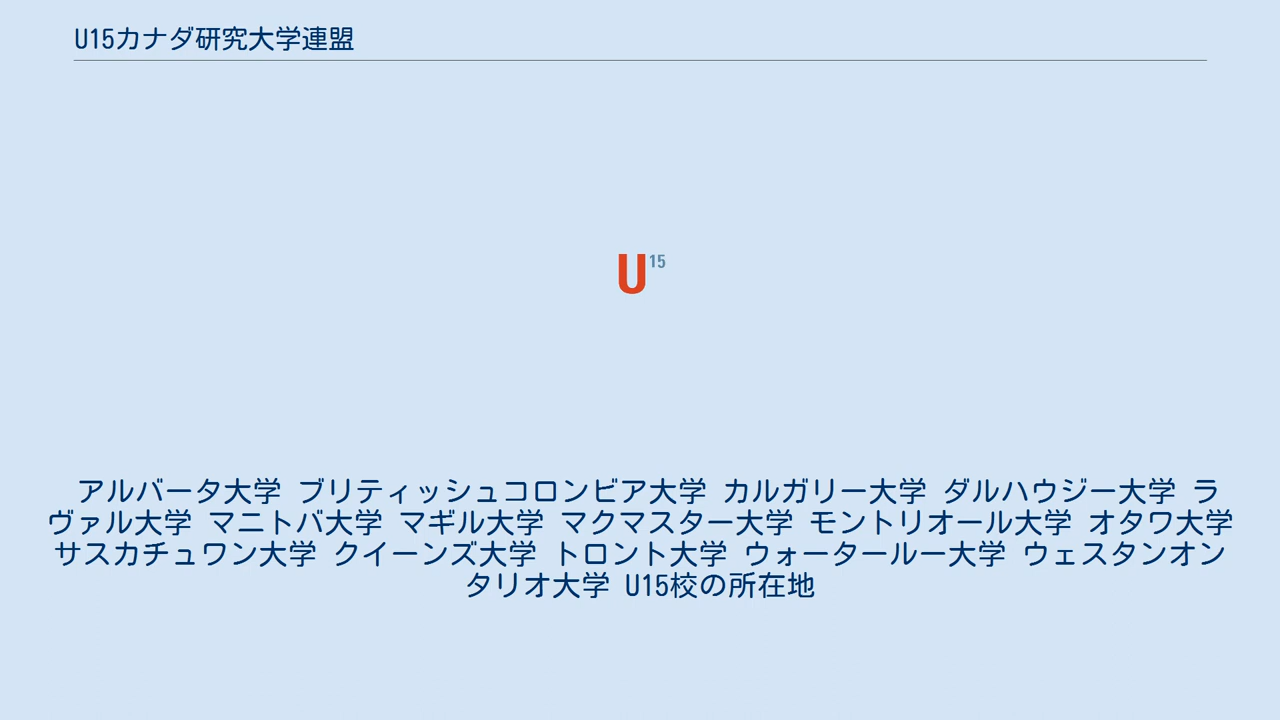 U15カナダ研究大学連盟
U15
アルバータ大学 ブリティッシュコロンビア大学 カルガリー大学 ダルハウジー大学 ラ
ヴァル大学 マニトバ大学 マギル大学 マクマスター大学 モントリオール大学 オタワ大学
サスカチュワン大学 クイーンズ大学 トロント大学 ウォータールー大学 ウェスタンオン
タリオ大学 U15校の所在地